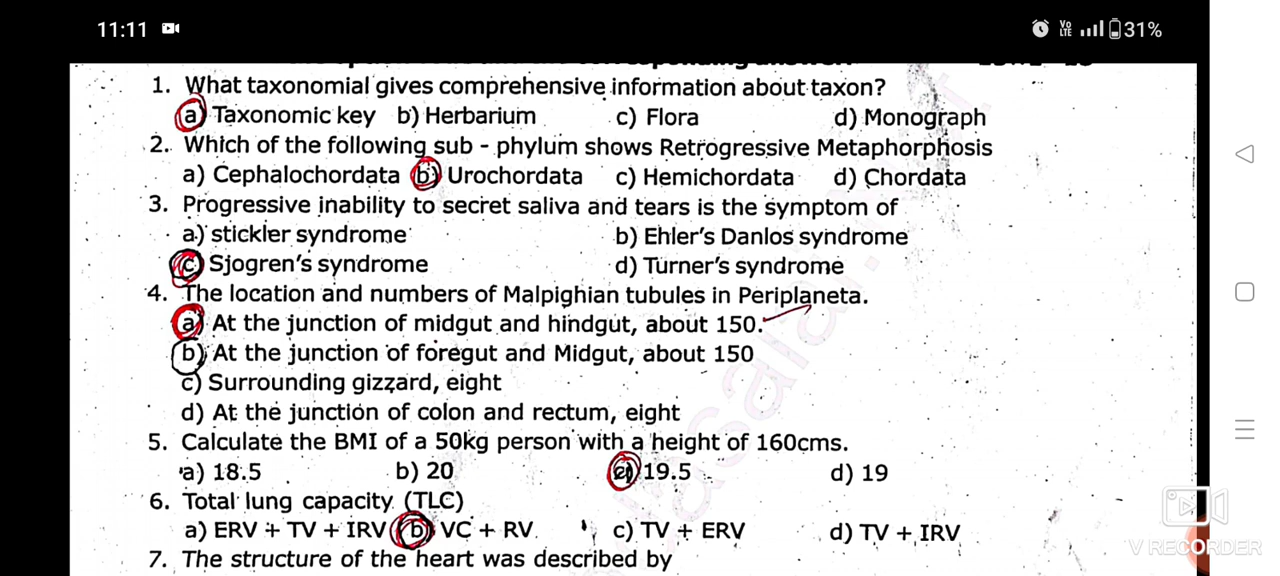 11:11
Vo LTE 31%
1. What taxonomial gives comprehensive information about taxon?
a) Taxonomic key b) Herbarium c) Flora d) Monograph
2. Which of the following sub - phylum shows Retrogressive Metaphorphosis
a) Cephalochordata b) Urochordata c) Hemichordata d) Chordata
3. Progressive inability to secret saliva and tears is the symptom of
a) stickler syndrome b) Ehler's Danlos syndrome
c) Sjogren's syndrome d) Turner's syndrome
4. The location and numbers of Malpighian tubules in Periplaneta.
a) At the junction of midgut and hindgut, about 150.
b) At the junction of foregut and Midgut, about 150
c) Surrounding gizzard, eight
d) At the junction of colon and rectum, eight
5. Calculate the BMI of a 50kg person with a height of 160cms.
a) 18.5 b) 20 c) 19.5 d) 19
6. Total lung capacity (TLC)
a) ERV + TV + IRV b) VC + RV c) TV + ERV d) TV + IRV
7. The structure of the heart was described by
V RECORDER